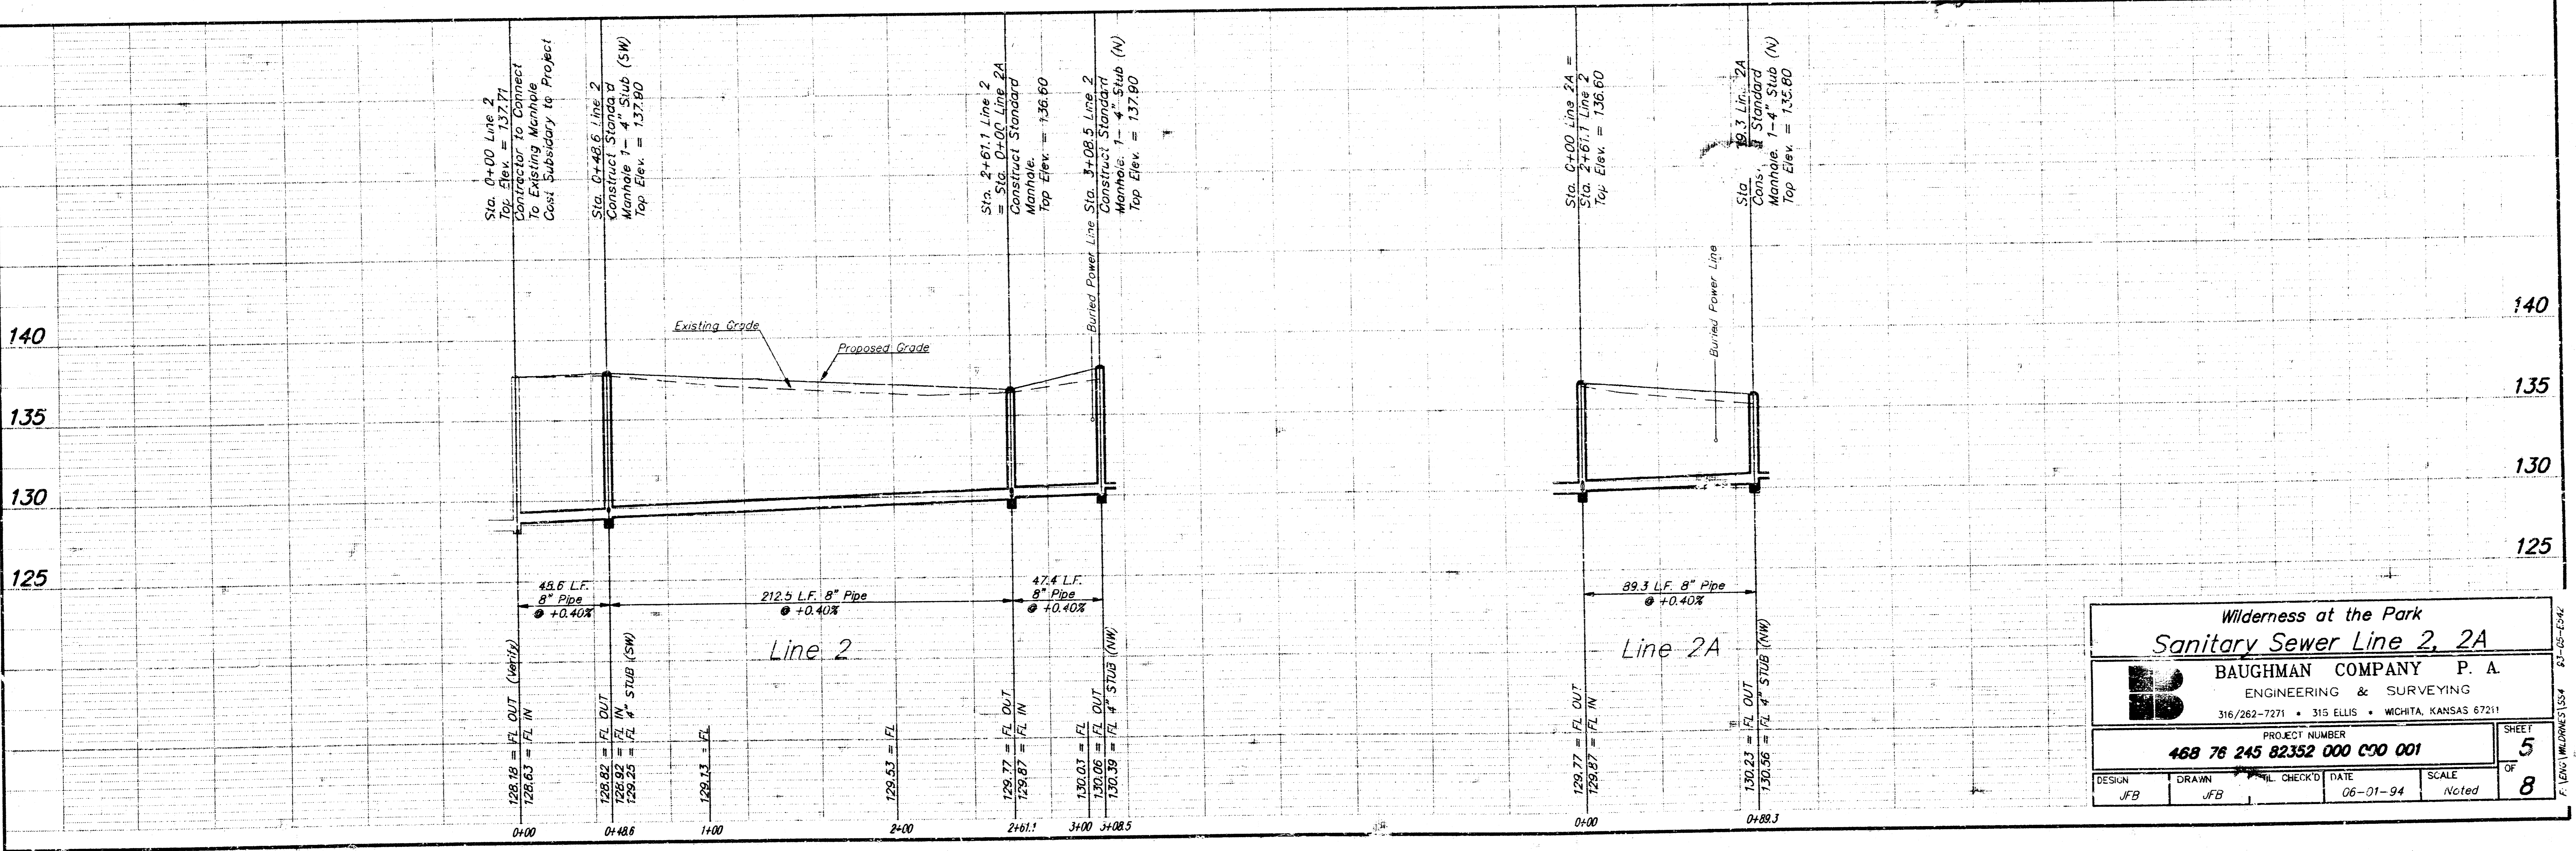 Sta. 0+00 Line 2
Top Elev. = 137.71
Contractor to Connect
To Existing Manhole
Cost Subsidary to Project
Sta. 0+48.6 Line 2
Construct Standard
Manhole 1- 4" Stub (SW)
Top Elev. = 137.90
Sta. 2+61.1 Line 2
= Sta. 0+00 Line 2A
Construct Standard
Manhole.
Top Elev. = 136.60
Buried Power Line
Sta. 3+08.5 Line 2
Construct Standard
Manhole. 1- 4" Stub (N)
Top Elev. = 137.90
Sta. 0+00 Line 2A =
Sta. 2+61.1 Line 2
Top Elev. = 136.60
Buried Power Line
Sta 2A
Standard
Manhole. 1-4" Stub (N)
Top Elev. = 135.80
140
135
130
125
140
135
130
125
Existing Grade
Proposed Grade
48.6 L.F.
8" Pipe
@ +0.40%
212.5 L.F. 8" Pipe
@ +0.40%
47.4 L.F.
8" Pipe
@ +0.40%
89.3 L.F. 8" Pipe
@ +0.40%
Line 2
Line 2A
128.18 = FL OUT (Verify)
128.63 = FL IN
128.82 = FL OUT
128.92 = FL IN
129.25 = FL 4" STUB (SW)
129.13 = FL
129.53 = FL
129.77 = FL OUT
129.87 = FL IN
130.03 = FL
130.06 = FL OUT
130.39 = FL 4" STUB (NW)
129.77 = FL OUT
129.87 = FL IN
130.23 = FL OUT
130.56 = FL 4" STUB (NW)
0+00
0+48.6
1+00
2+00
2+61.1
3+00
3+08.5
0+00
0+89.3
Wilderness at the Park
Sanitary Sewer Line 2, 2A
BAUGHMAN COMPANY P. A.
ENGINEERING & SURVEYING
316/262-7271 • 315 ELLIS • WICHITA, KANSAS 67211
PROJECT NUMBER
468 76 245 82352 000 000 001
SHEET
5
OF
8
DESIGN
JFB
DRAWN
JFB
CHECK'D
DATE
06-01-94
SCALE
Noted
F:\ENG\WILDRNES\SS4
93-05-E542